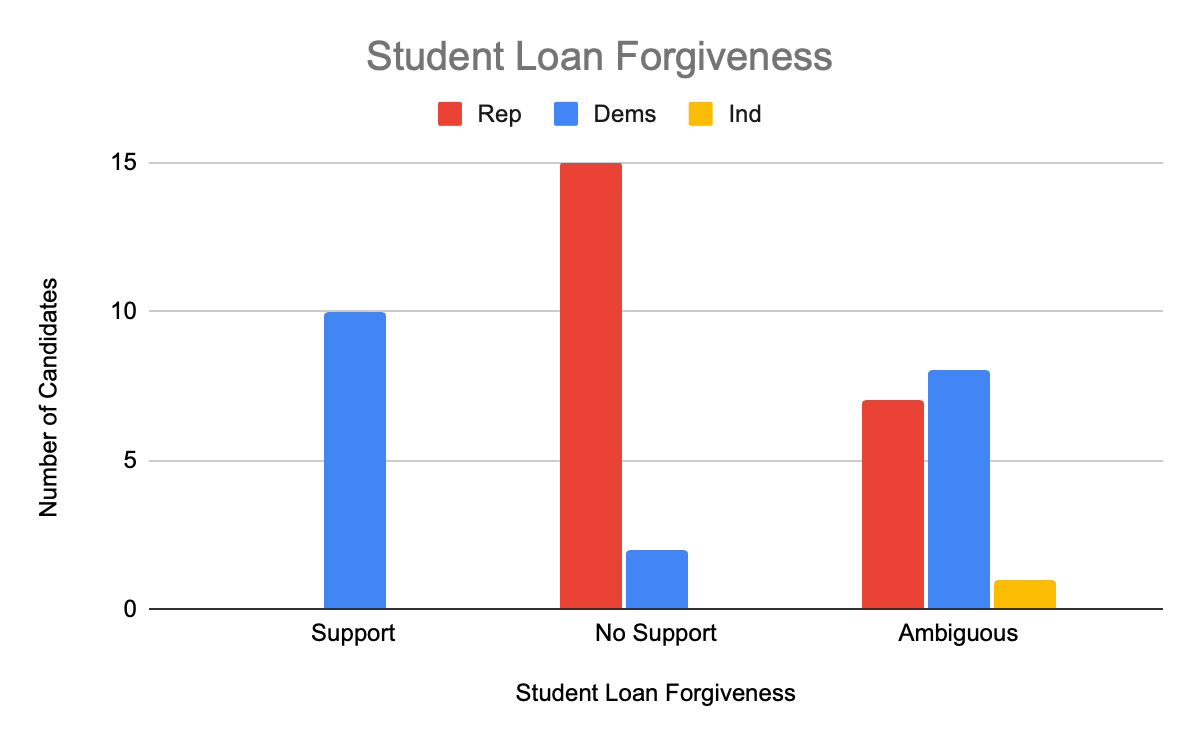 Student Loan Forgiveness
Rep Dems Ind
15
10
5
0
Number of Candidates
Support No Support Ambiguous
Student Loan Forgiveness